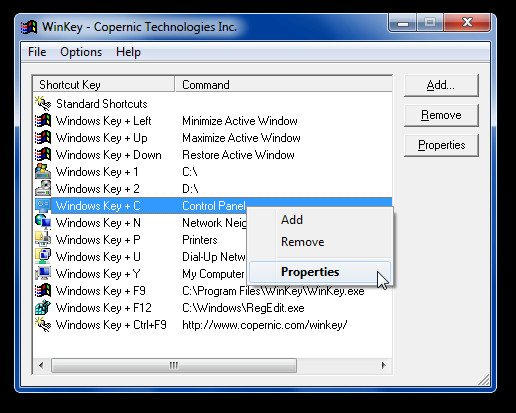 WinKey - Copernic Technologies Inc.
File Options Help
Shortcut Key Command
Add...
Standard Shortcuts
Windows Key + Left Minimize Active Window
Remove
Windows Key + Up Maximize Active Window
Windows Key + Down Restore Active Window
Properties
Windows Key + 1 C:\
Windows Key + 2 D:\
Windows Key + C Control Panel
Windows Key + N Network Neig
Add
Windows Key + P Printers
Remove
Windows Key + U Dial-Up Netw
Windows Key + Y My Computer
Properties
Windows Key + F9 C:\Program Files\WinKey\WinKey.exe
Windows Key + F12 C:\Windows\RegEdit.exe
Windows Key + Ctrl+F9 http://www.copernic.com/winkey/